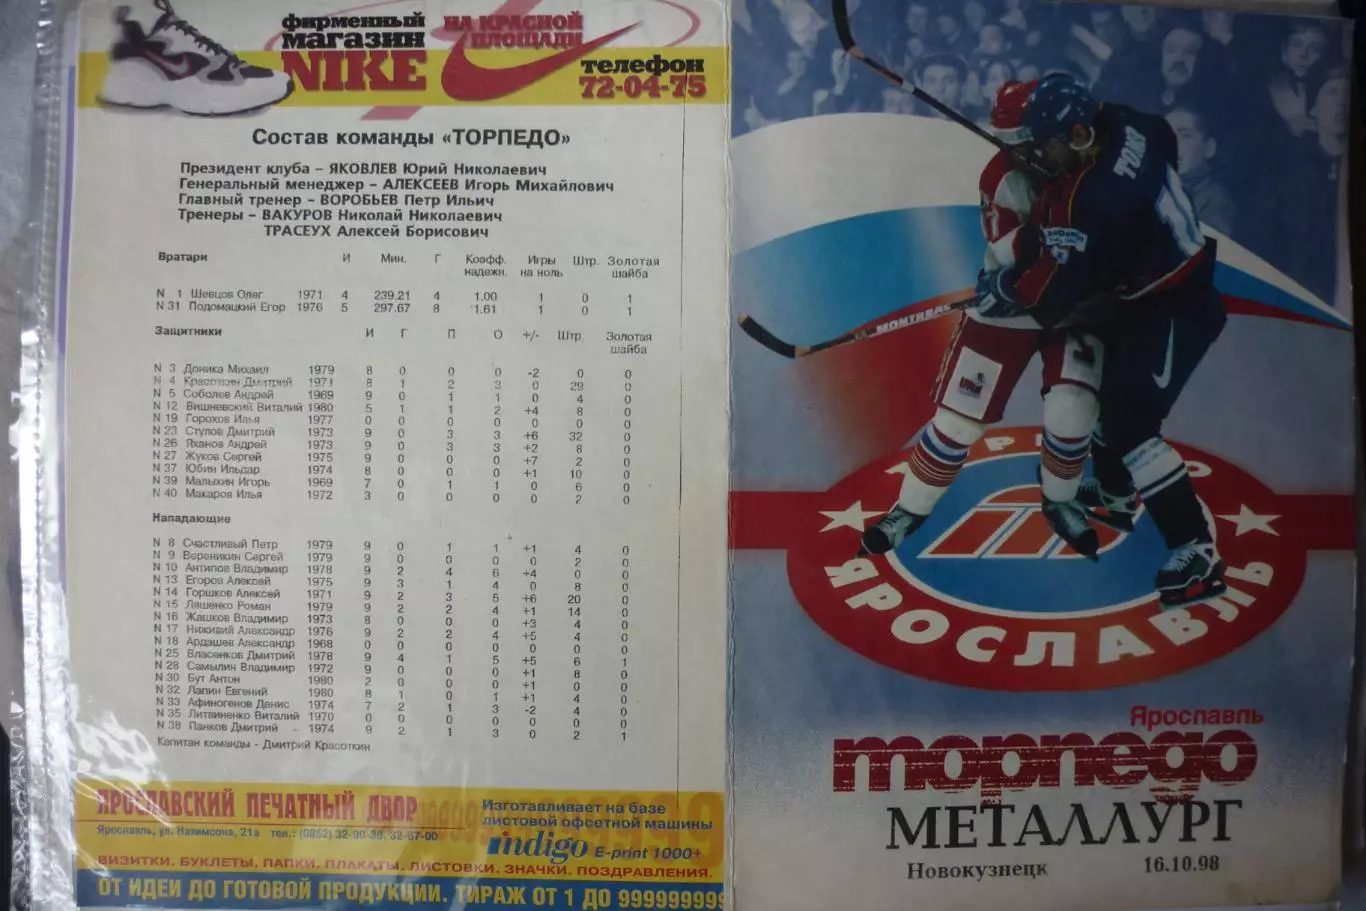 фирменный
магазин
NIKE
НА КРАСНОЙ
ПЛОЩАДИ
телефон
72-04-75
Состав команды «ТОРПЕДО»
Президент клуба – ЯКОВЛЕВ Юрий Николаевич
Генеральный менеджер – АЛЕКСЕЕВ Игорь Михайлович
Главный тренер – ВОРОБЬЕВ Петр Ильич
Тренеры – ВАКУРОВ Николай Николаевич
ТРАСЕУХ Алексей Борисович
Вратари И Мин. Г Коэфф. надежн. Игры на ноль Штр. Золотая шайба
N 1 Шевцов Олег 1971 4 239.21 4 1.00 1 0 1
N 31 Подомацкий Егор 1976 5 297.67 8 1.61 1 0 1
Защитники И Г П О +/- Штр. Золотая шайба
N 3 Доника Михаил 1979 8 0 0 0 -2 0 0
N 4 Красоткин Дмитрий 1971 8 1 2 3 0 29 0
N 5 Соболев Андрей 1969 9 0 1 1 0 4 0
N 12 Вишневский Виталий 1980 5 1 1 2 +4 8 0
N 19 Горохов Илья 1977 0 0 0 0 0 0 0
N 23 Стулов Дмитрий 1973 9 0 3 3 +6 32 0
N 26 Яханов Андрей 1973 9 0 3 3 +2 8 0
N 27 Жуков Сергей 1975 9 0 0 0 +7 2 0
N 37 Юбин Ильдар 1974 8 0 0 0 +1 10 0
N 39 Малыхин Игорь 1969 7 0 1 1 0 6 0
N 40 Макаров Илья 1972 3 0 0 0 0 2 0
Нападающие
N 8 Счастливый Петр 1979 9 0 1 1 +1 4 0
N 9 Вереникин Сергей 1979 9 0 0 0 0 2 0
N 10 Антипов Владимир 1978 9 2 4 6 +4 0 0
N 13 Егоров Алексей 1975 9 3 1 4 0 8 0
N 14 Горшков Алексей 1971 9 2 3 5 +6 20 0
N 15 Ляшенко Роман 1979 9 2 2 4 +1 14 0
N 16 Жашков Владимир 1973 8 0 0 0 +3 4 0
N 17 Ниживий Александр 1976 9 2 2 4 +5 4 0
N 18 Ардашев Александр 1968 0 0 0 0 0 0 0
N 25 Власенков Дмитрий 1978 9 4 1 5 +5 6 1
N 28 Самылин Владимир 1972 9 0 0 0 +1 8 0
N 30 Бут Антон 1980 2 0 0 0 +1 0 0
N 32 Лапин Евгений 1980 8 1 0 1 +1 4 0
N 33 Афиногенов Денис 1974 7 2 1 3 -2 4 0
N 35 Литвиненко Виталий 1970 0 0 0 0 0 0 0
N 38 Панков Дмитрий 1974 9 2 1 3 0 2 1
Капитан команды - Дмитрий Красоткин
ЯРОСЛАВСКИЙ ПЕЧАТНЫЙ ДВОР
Ярославль, ул. Нахимсона, 21а тел.: (0852) 32-90-36, 32-67-00
Изготавливает на базе
листовой офсетной машины
indigo E-print 1000+
ВИЗИТКИ. БУКЛЕТЫ. ПАПКИ. ПЛАКАТЫ. ЛИСТОВКИ. ЗНАЧКИ. ПОЗДРАВЛЕНИЯ.
ОТ ИДЕИ ДО ГОТОВОЙ ПРОДУКЦИИ. ТИРАЖ ОТ 1 ДО 999999999
MONTREAL
ЯРОСЛАВЛЬ
Ярославль
торпедо
МЕТАЛЛУРГ
Новокузнецк 16.10.98